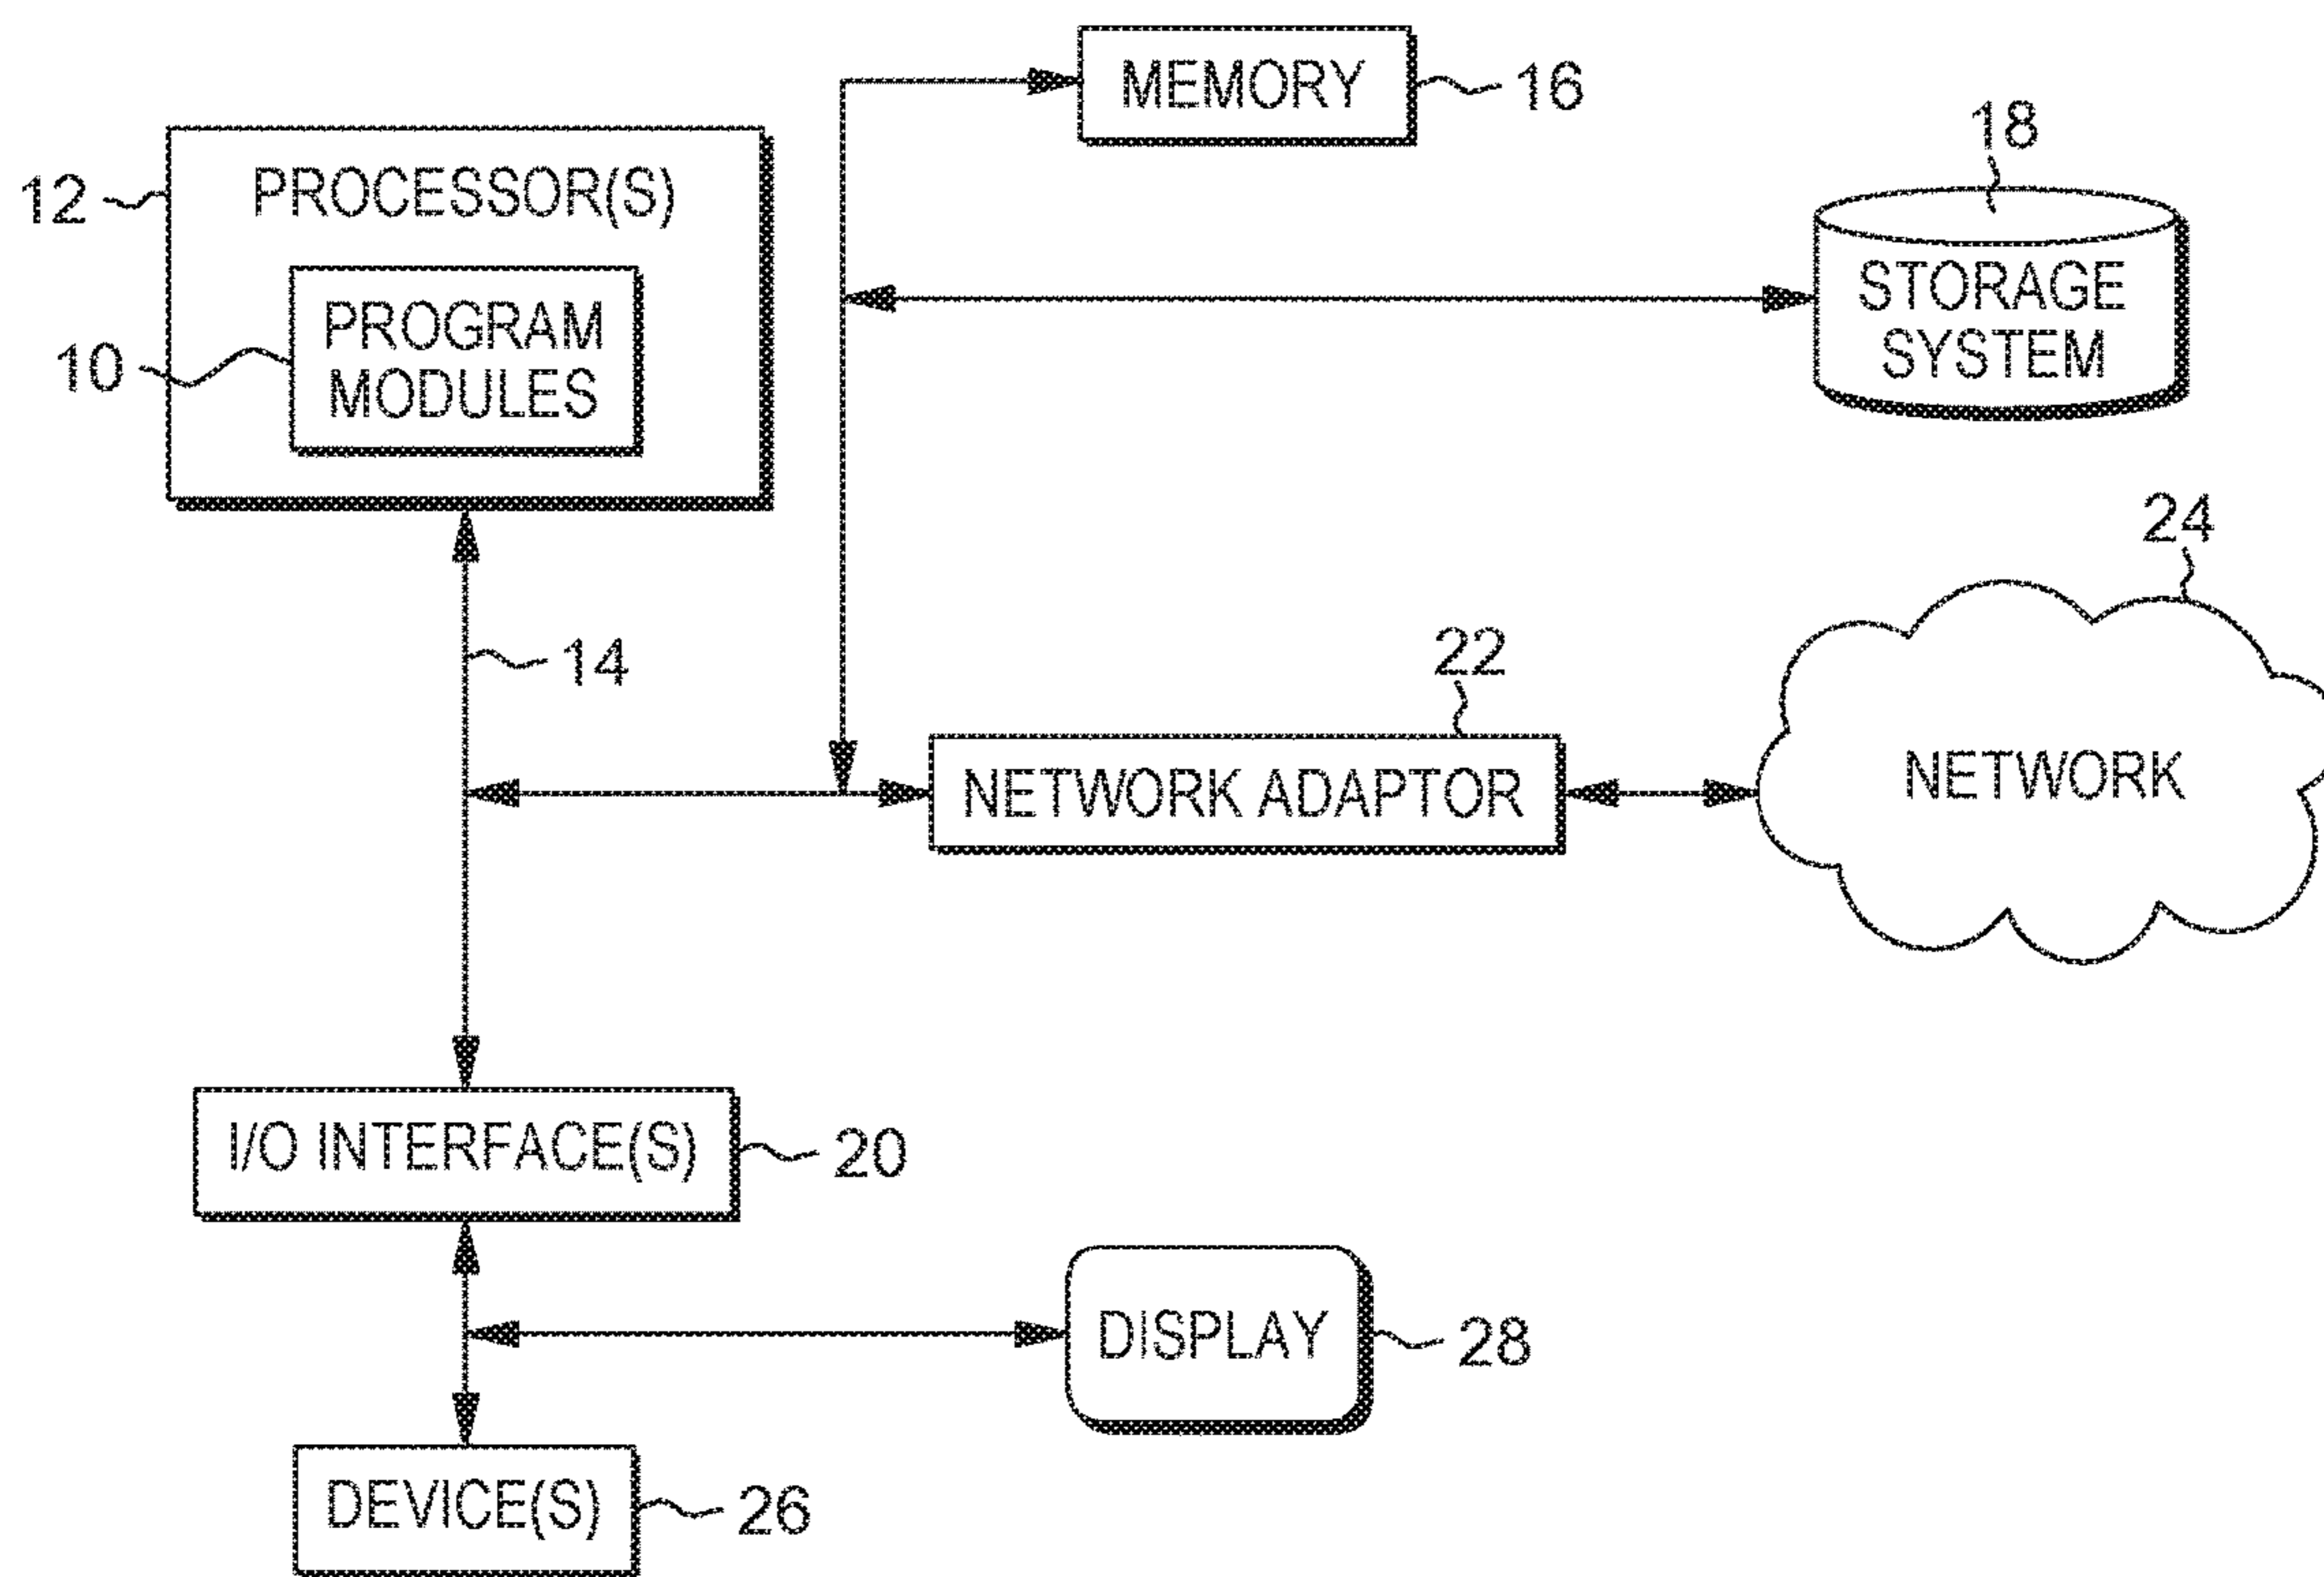 MEMORY
16
18
12
PROCESSOR(S)
PROGRAM
MODULES
10
STORAGE
SYSTEM
24
14
22
NETWORK ADAPTOR
NETWORK
I/O INTERFACE(S)
20
DISPLAY
28
DEVICE(S)
26